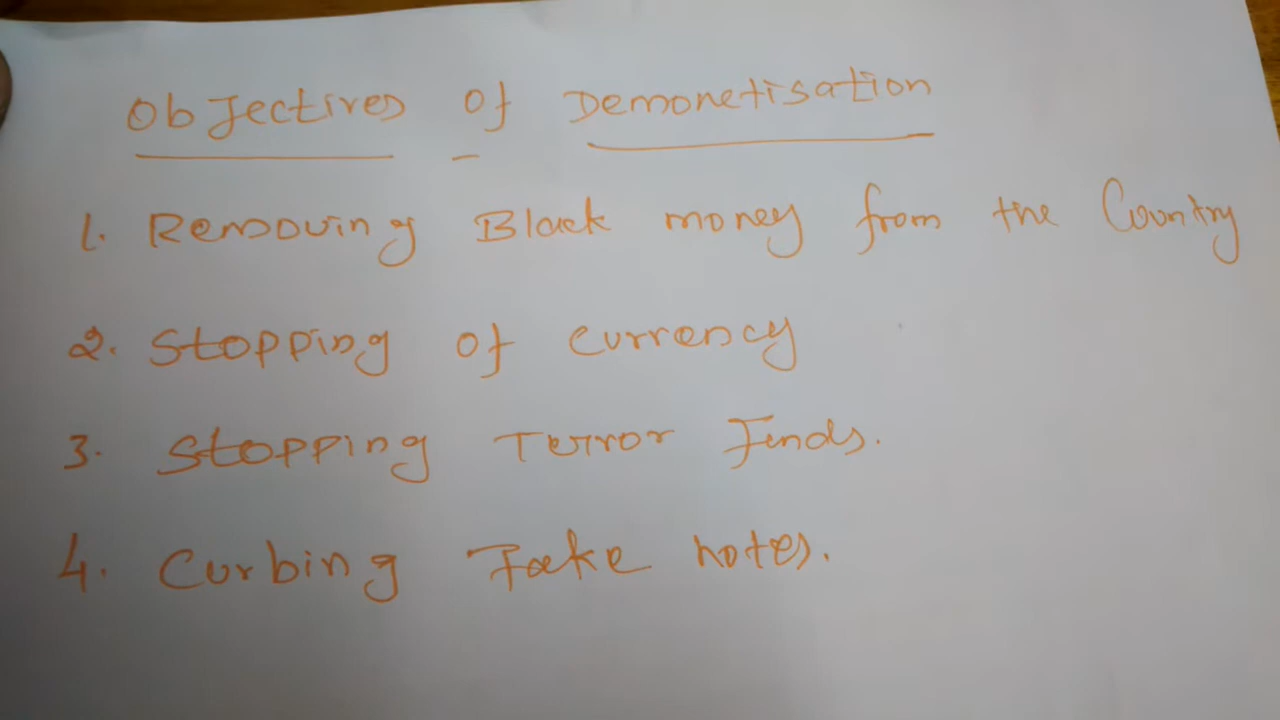 Objectives of Demonetisation
1. Removing Black money from the Country
2. Stopping of currency
3. Stopping Terror Funds.
4. Curbing Fake notes.